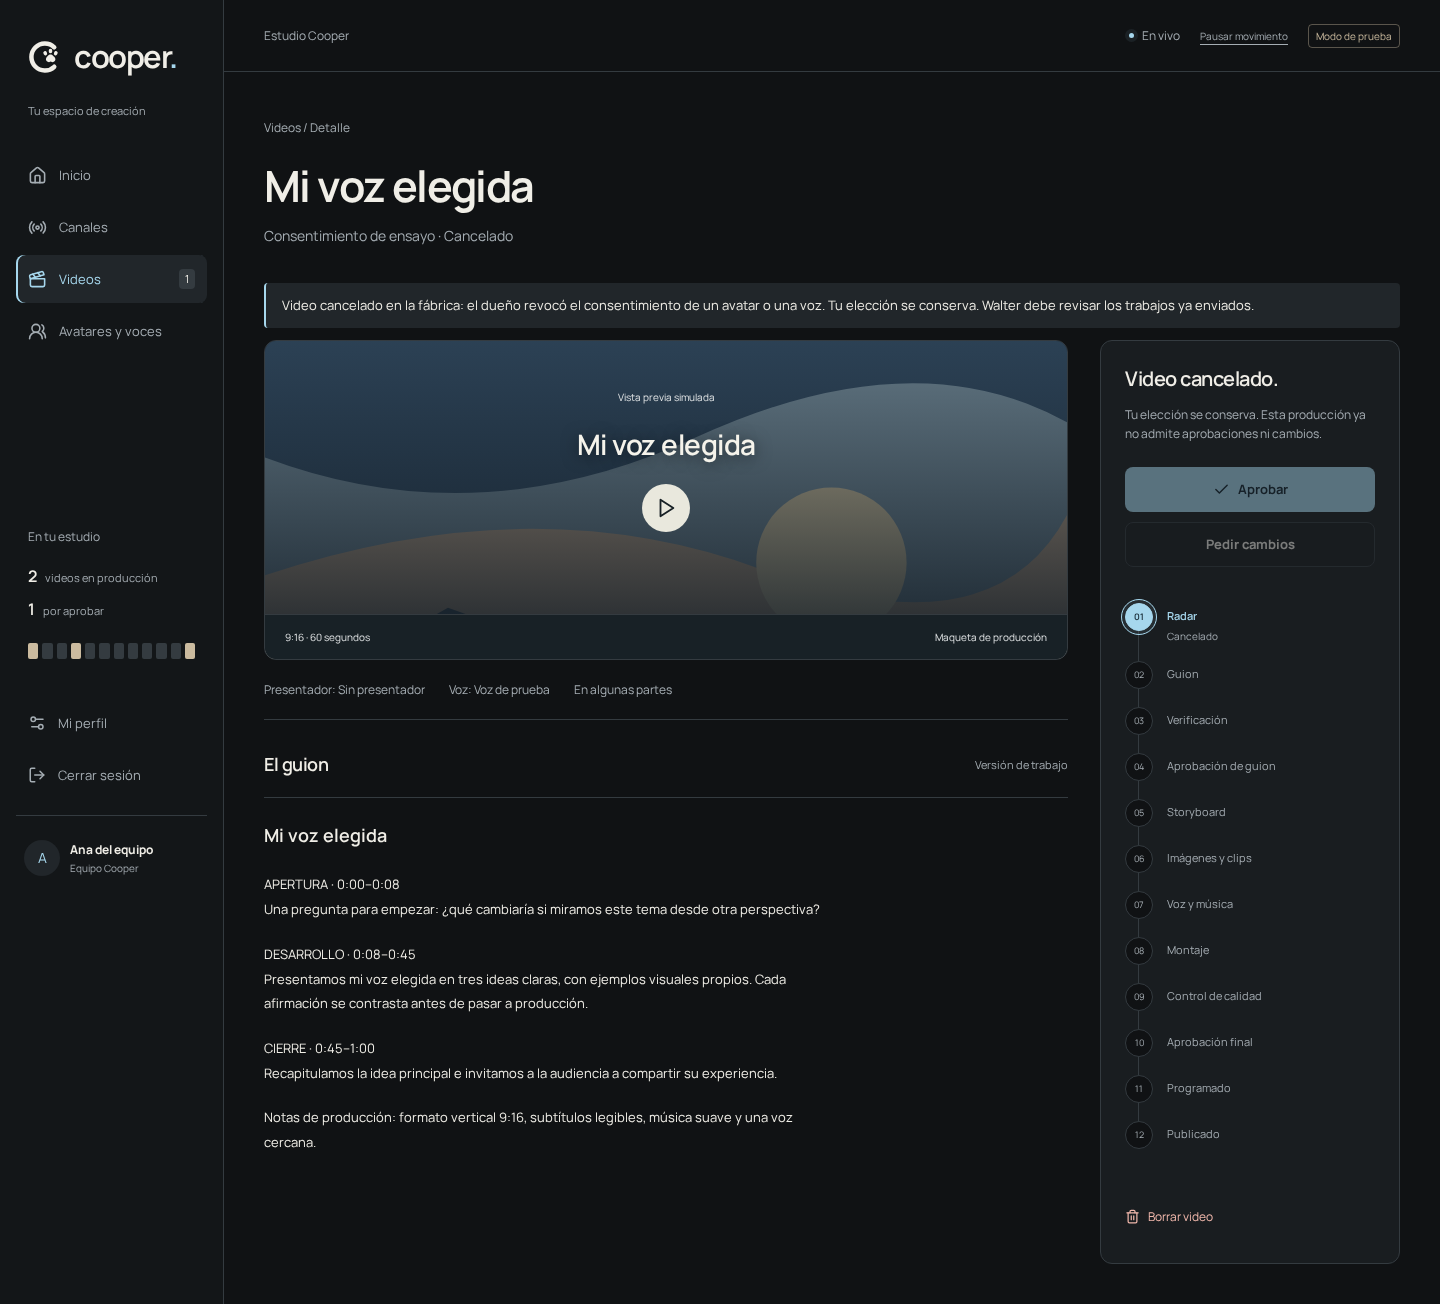 cooper.
Tu espacio de creación
Inicio
Canales
Videos
1
Avatares y voces
En tu estudio
2 videos en producción
1 por aprobar
Mi perfil
Cerrar sesión
A
Ana del equipo
Equipo Cooper
Estudio Cooper
En vivo
Pausar movimiento
Modo de prueba
Videos / Detalle
Mi voz elegida
Consentimiento de ensayo · Cancelado
Video cancelado en la fábrica: el dueño revocó el consentimiento de un avatar o una voz. Tu elección se conserva. Walter debe revisar los trabajos ya enviados.
Vista previa simulada
Mi voz elegida
9:16 · 60 segundos
Maqueta de producción
Presentador: Sin presentador
Voz: Voz de prueba
En algunas partes
El guion
Versión de trabajo
Mi voz elegida
APERTURA · 0:00–0:08
Una pregunta para empezar: ¿qué cambiaría si miramos este tema desde otra perspectiva?
DESARROLLO · 0:08–0:45
Presentamos mi voz elegida en tres ideas claras, con ejemplos visuales propios. Cada
afirmación se contrasta antes de pasar a producción.
CIERRE · 0:45–1:00
Recapitulamos la idea principal e invitamos a la audiencia a compartir su experiencia.
Notas de producción: formato vertical 9:16, subtítulos legibles, música suave y una voz
cercana.
Video cancelado.
Tu elección se conserva. Esta producción ya
no admite aprobaciones ni cambios.
Aprobar
Pedir cambios
01 Radar
Cancelado
02 Guion
03 Verificación
04 Aprobación de guion
05 Storyboard
06 Imágenes y clips
07 Voz y música
08 Montaje
09 Control de calidad
10 Aprobación final
11 Programado
12 Publicado
Borrar video